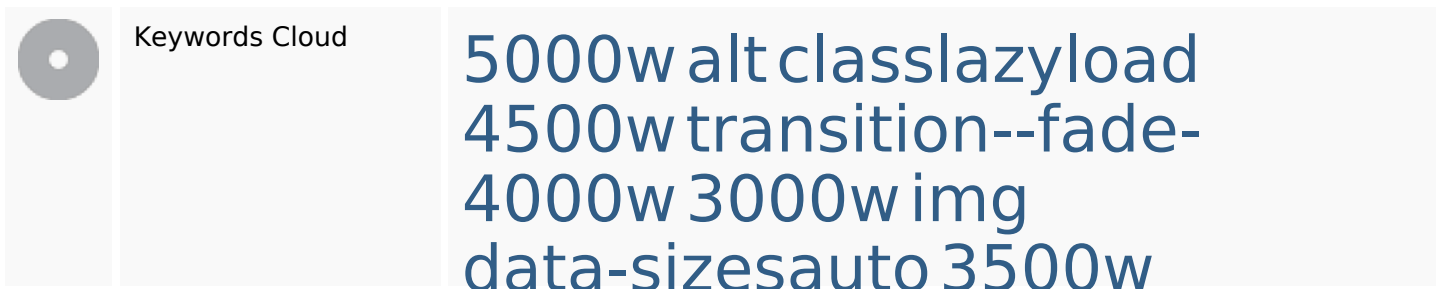 Keywords Cloud
5000w alt classlazyload
4500w transition--fade-
4000w 3000w img
data-sizesauto 3500w